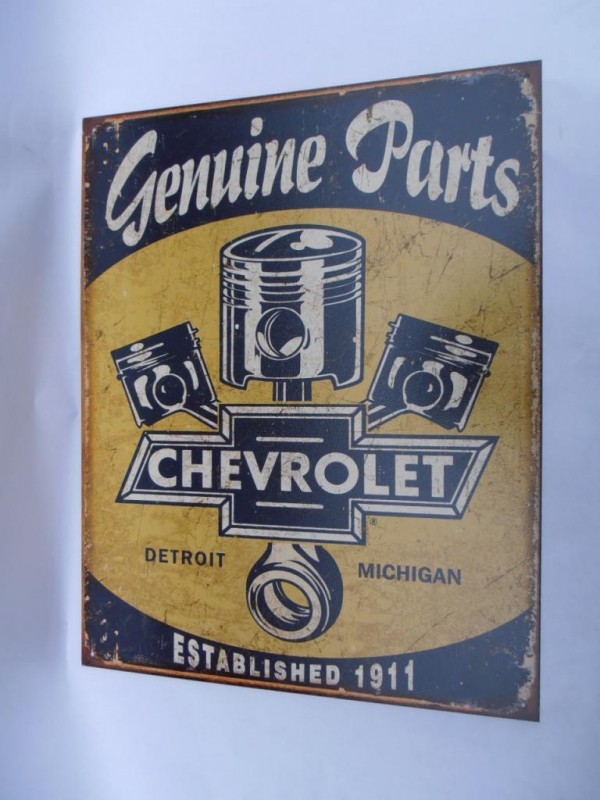 Genuine Parts
CHEVROLET
®
DETROIT MICHIGAN
ESTABLISHED 1911